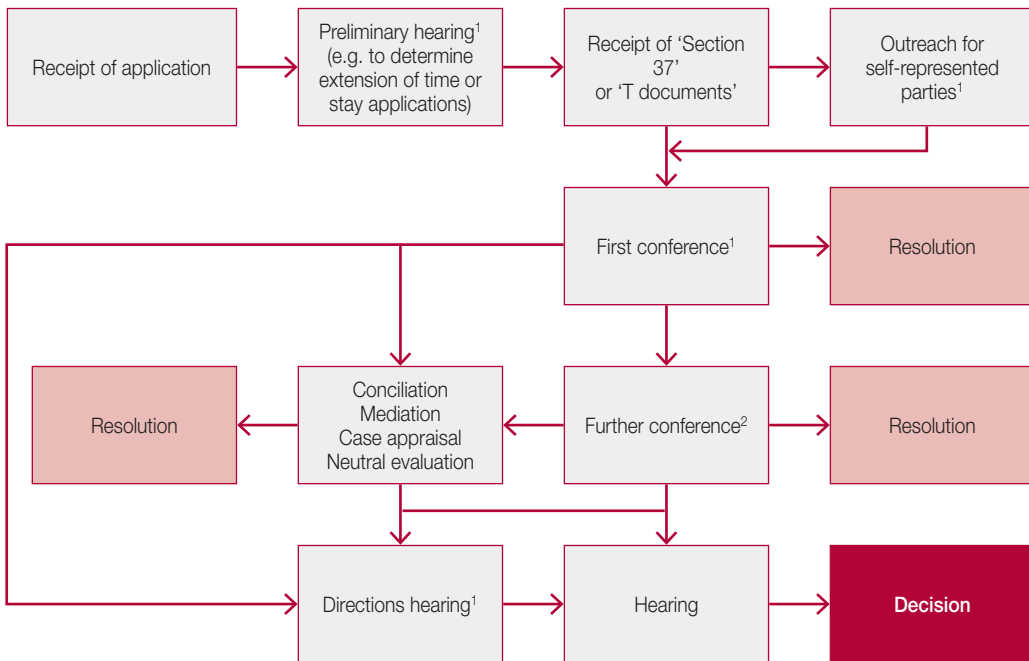 Receipt of application
Preliminary hearing¹
(e.g. to determine
extension of time or
stay applications)
Receipt of ‘Section
37’
or ‘T documents’
Outreach for
self-represented
parties¹
First conference¹
Resolution
Resolution
Conciliation
Mediation
Case appraisal
Neutral evaluation
Further conference²
Resolution
Directions hearing¹
Hearing
Decision